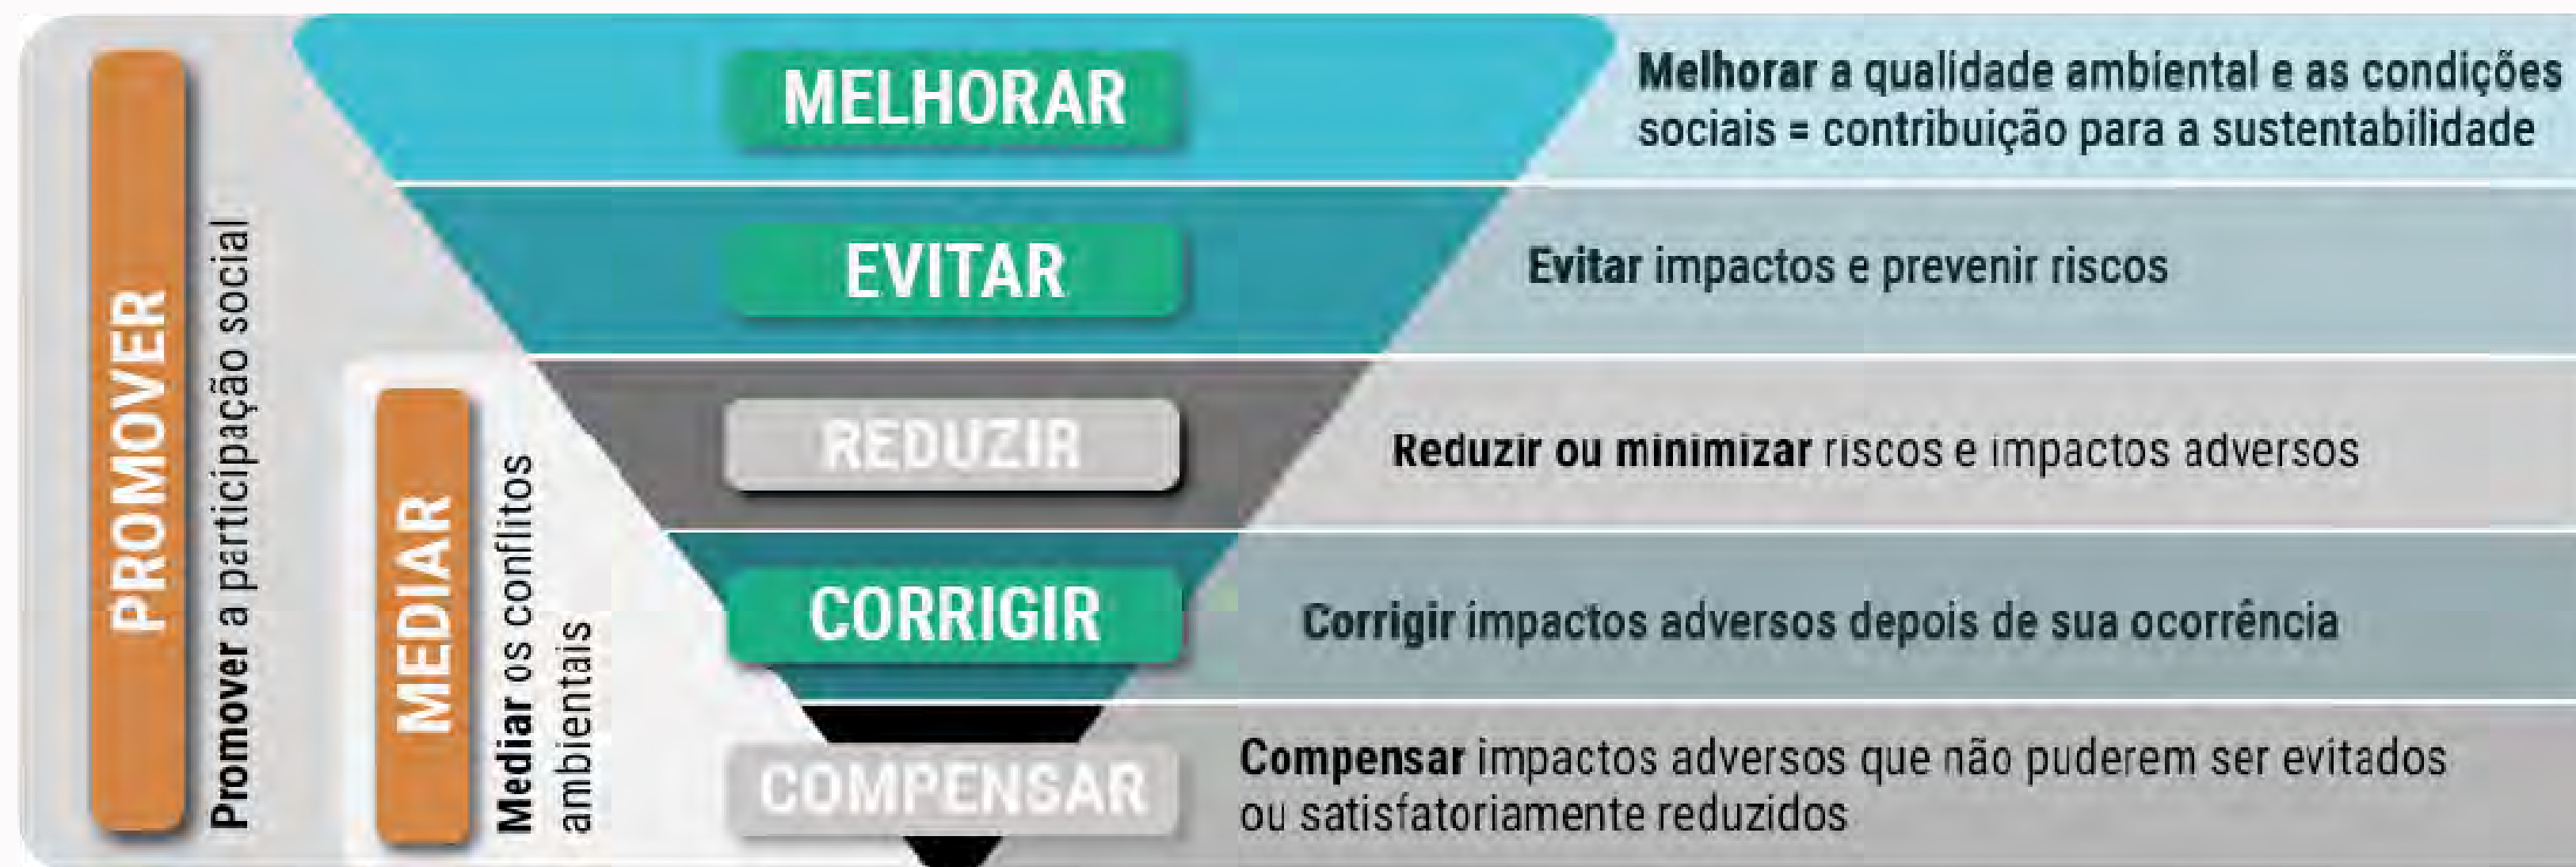 PROMOVER
Promover a participação social
MEDIAR
Mediar os conflitos
ambientais
MELHORAR
Melhorar a qualidade ambiental e as condições
sociais = contribuição para a sustentabilidade
EVITAR
Evitar impactos e prevenir riscos
REDUZIR
Reduzir ou minimizar riscos e impactos adversos
CORRIGIR
Corrigir impactos adversos depois de sua ocorrência
COMPENSAR
Compensar impactos adversos que não puderem ser evitados
ou satisfatoriamente reduzidos